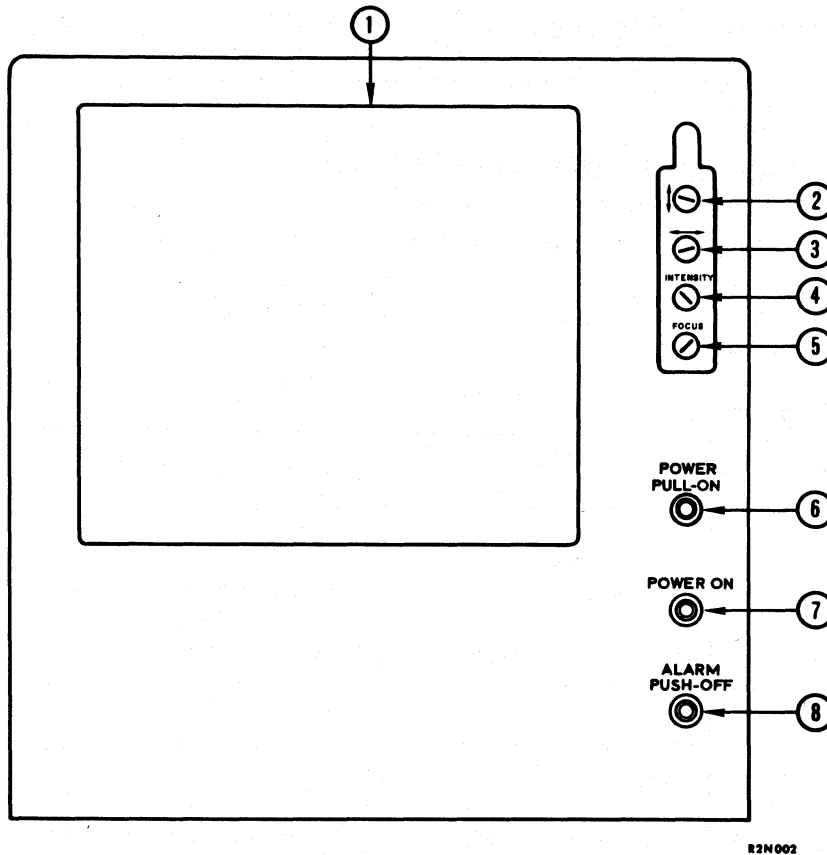 1
2
3
INTENSITY
4
FOCUS
5
POWER
PULL-ON
6
POWER ON
7
ALARM
PUSH-OFF
8
R2N002